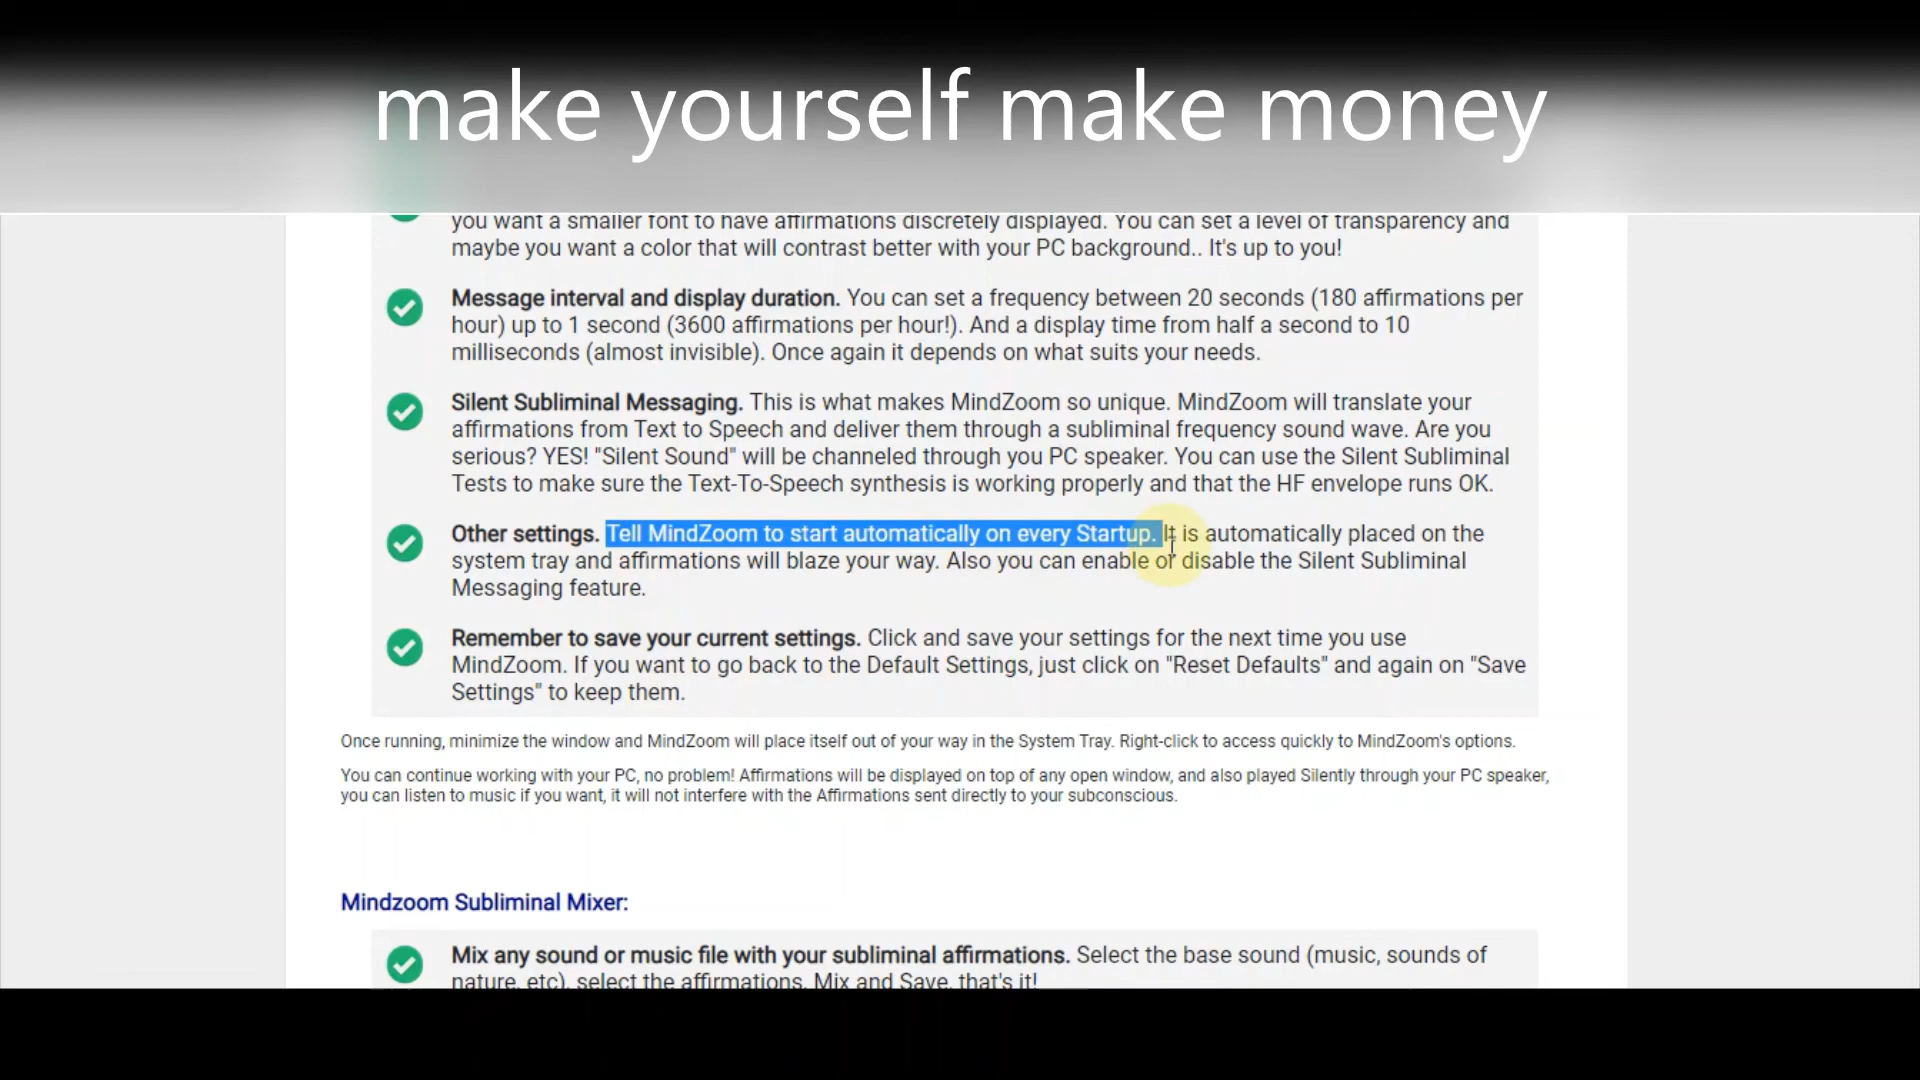 make yourself make money
you want a smaller font to have affirmations discretely displayed. You can set a level of transparency and
maybe you want a color that will contrast better with your PC background.. It's up to you!
Message interval and display duration. You can set a frequency between 20 seconds (180 affirmations per
hour) up to 1 second (3600 affirmations per hour!). And a display time from half a second to 10
milliseconds (almost invisible). Once again it depends on what suits your needs.
Silent Subliminal Messaging. This is what makes MindZoom so unique. MindZoom will translate your
affirmations from Text to Speech and deliver them through a subliminal frequency sound wave. Are you
serious? YES! "Silent Sound" will be channeled through you PC speaker. You can use the Silent Subliminal
Tests to make sure the Text-To-Speech synthesis is working properly and that the HF envelope runs OK.
Other settings. Tell MindZoom to start automatically on every Startup. It is automatically placed on the
system tray and affirmations will blaze your way. Also you can enable or disable the Silent Subliminal
Messaging feature.
Remember to save your current settings. Click and save your settings for the next time you use
MindZoom. If you want to go back to the Default Settings, just click on "Reset Defaults" and again on "Save
Settings" to keep them.
Once running, minimize the window and MindZoom will place itself out of your way in the System Tray. Right-click to access quickly to MindZoom's options.
You can continue working with your PC, no problem! Affirmations will be displayed on top of any open window, and also played Silently through your PC speaker,
you can listen to music if you want, it will not interfere with the Affirmations sent directly to your subconscious.
Mindzoom Subliminal Mixer:
Mix any sound or music file with your subliminal affirmations. Select the base sound (music, sounds of
nature, etc), select the affirmations, Mix and Save, that's it!